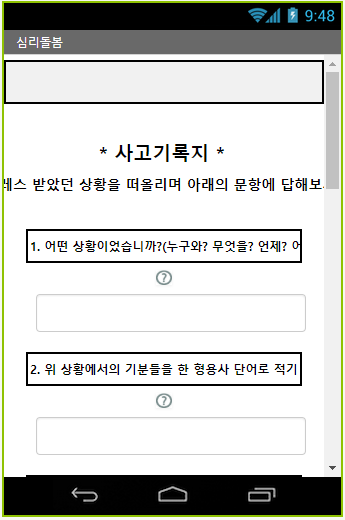 9:48
심리돌봄
* 사고기록지 *
레스 받았던 상황을 떠올리며 아래의 문항에 답해보
1. 어떤 상황이었습니까?(누구와? 무엇을? 언제? 어
?
2. 위 상황에서의 기분들을 한 형용사 단어로 적기
?